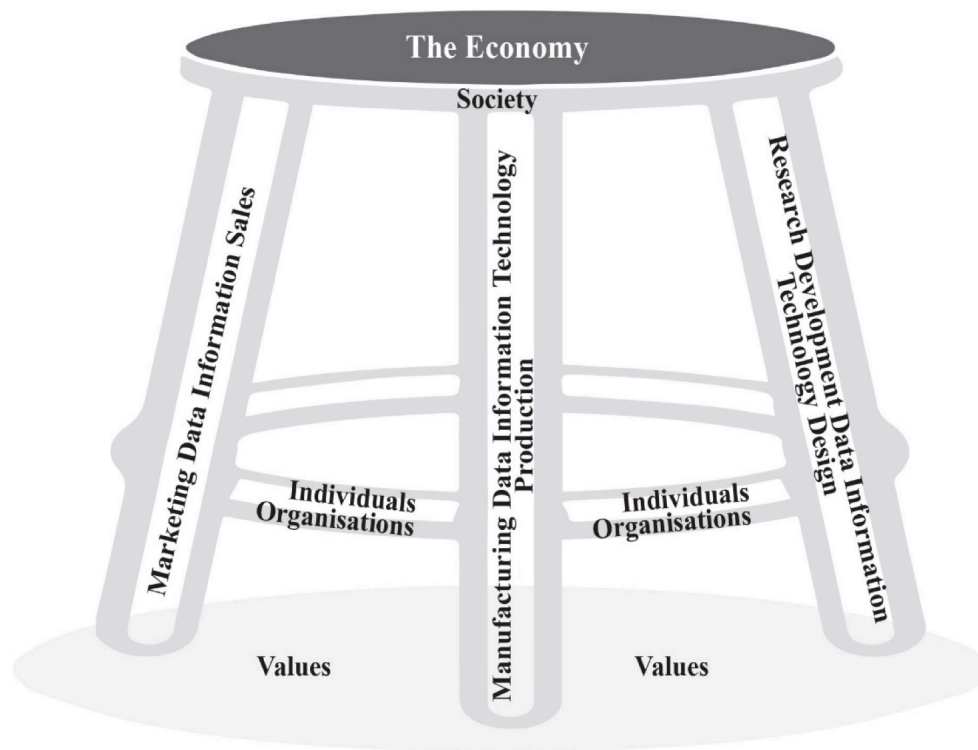 The Economy
Society
Marketing Data Information Sales
Manufacturing Data Information Technology
Production
Research Development Data Information
Technology Design
Individuals
Organisations
Individuals
Organisations
Values
Values